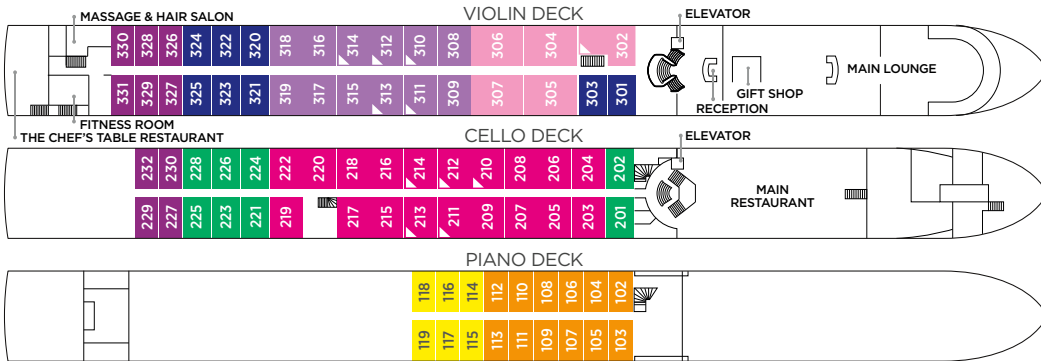 VIOLIN DECK
MASSAGE & HAIR SALON
ELEVATOR
330 328 326 324 322 320 318 316 314 312 310 308 306 304 302
331 329 327 325 323 321 319 317 315 313 311 309 307 305 303 301
MAIN LOUNGE
GIFT SHOP
RECEPTION
FITNESS ROOM
THE CHEF'S TABLE RESTAURANT
CELLO DECK
ELEVATOR
232 230 228 226 224 222 220 218 216 214 212 210 208 206 204 202
229 227 225 223 221 219 217 215 213 211 209 207 205 203 201
MAIN
RESTAURANT
PIANO DECK
118 116 114 112 110 108 106 104 102
119 117 115 113 111 109 107 105 103